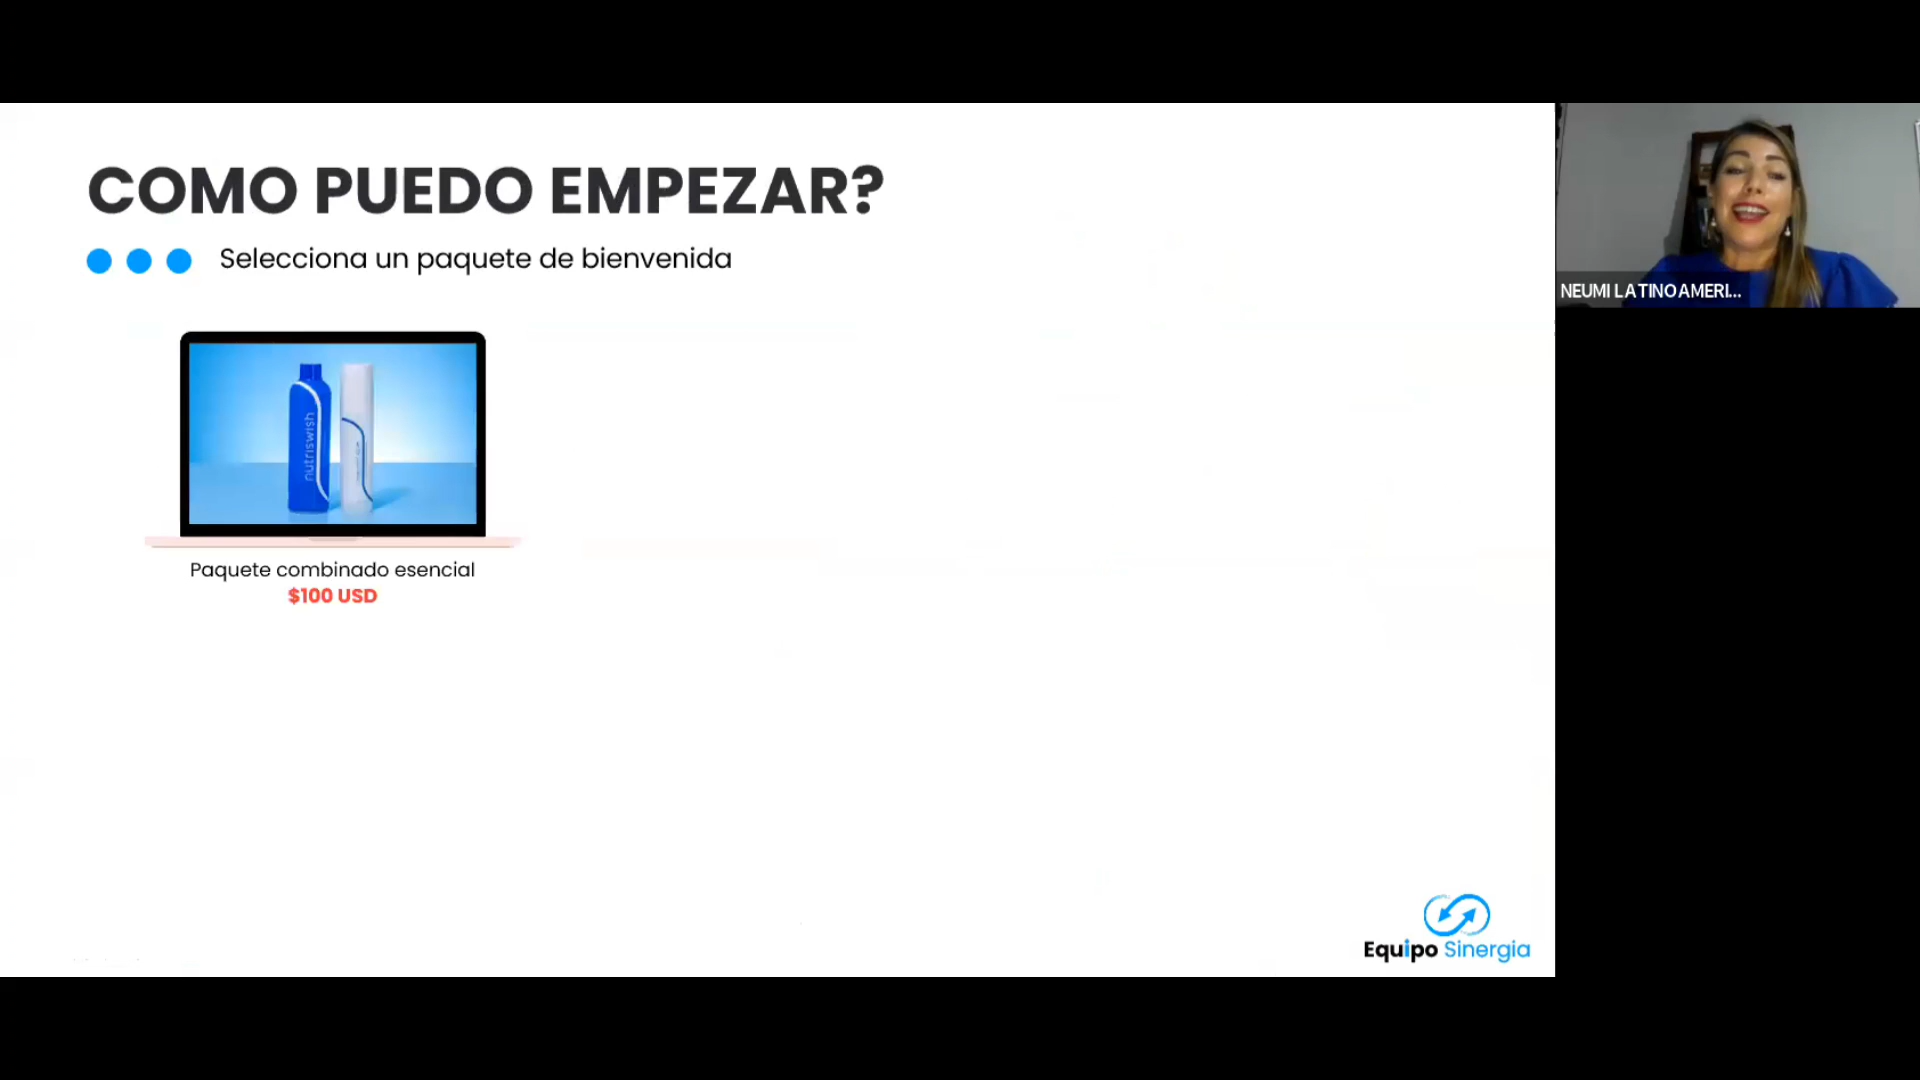 COMO PUEDO EMPEZAR?
Selecciona un paquete de bienvenida
NEUMI LATINOAMERI...
nutriswish
Paquete combinado esencial
$100 USD
Equipo Sinergia